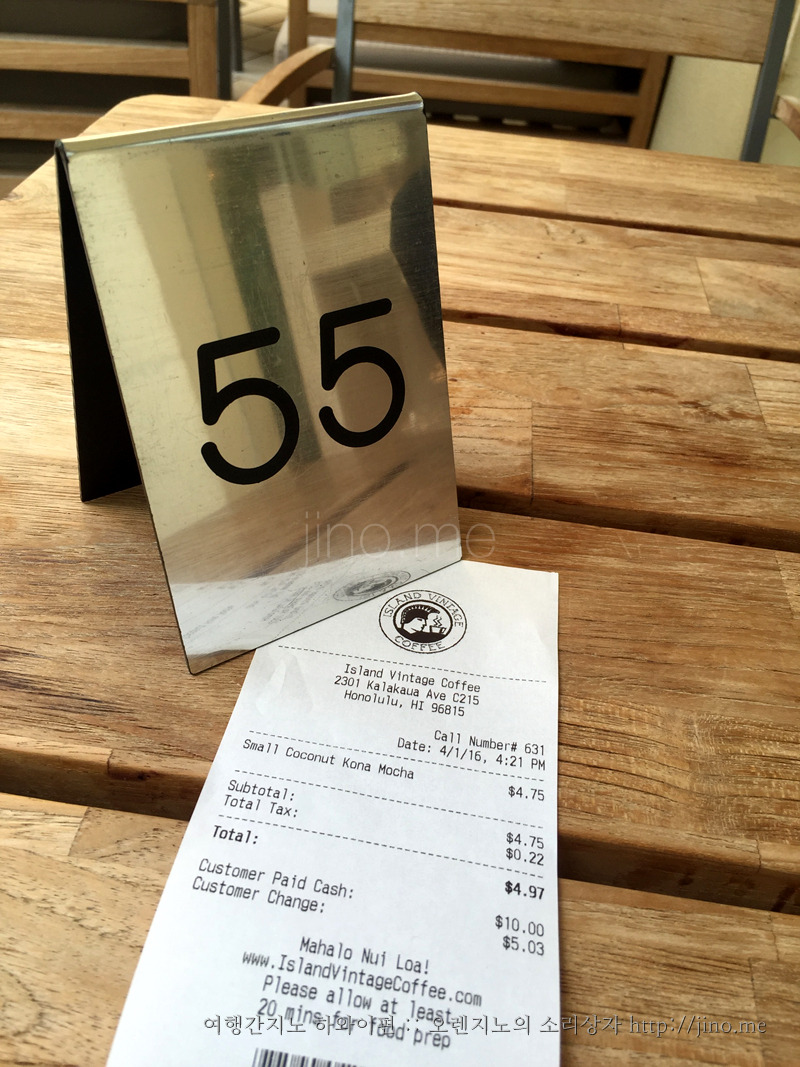 55
jino.me
ISLAND VINTAGE
COFFEE
Island Vintage Coffee
2301 Kalakaua Ave C215
Honolulu, HI 96815
Call Number# 631
Date: 4/1/16, 4:21 PM
Small Coconut Kona Mocha
$4.75
Subtotal: $4.75
Total Tax: $0.22
Total: $4.97
Customer Paid Cash: $10.00
Customer Change: $5.03
Mahalo Nui Loa!
www.IslandVintageCoffee.com
Please allow at least
20 mins for food prep
여행간지노 하와이편 :: 오렌지노의 소리상자 http://jino.me